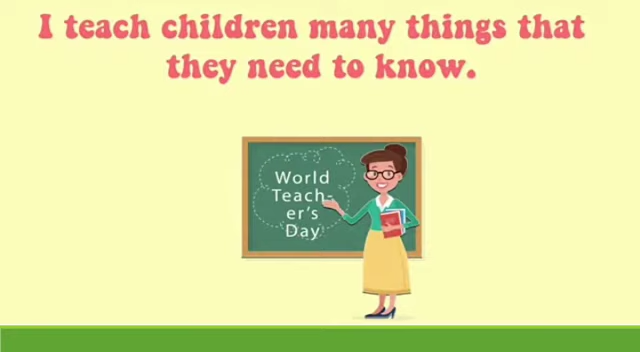 I teach children many things that
they need to know.
World
Teach-
er's
Day